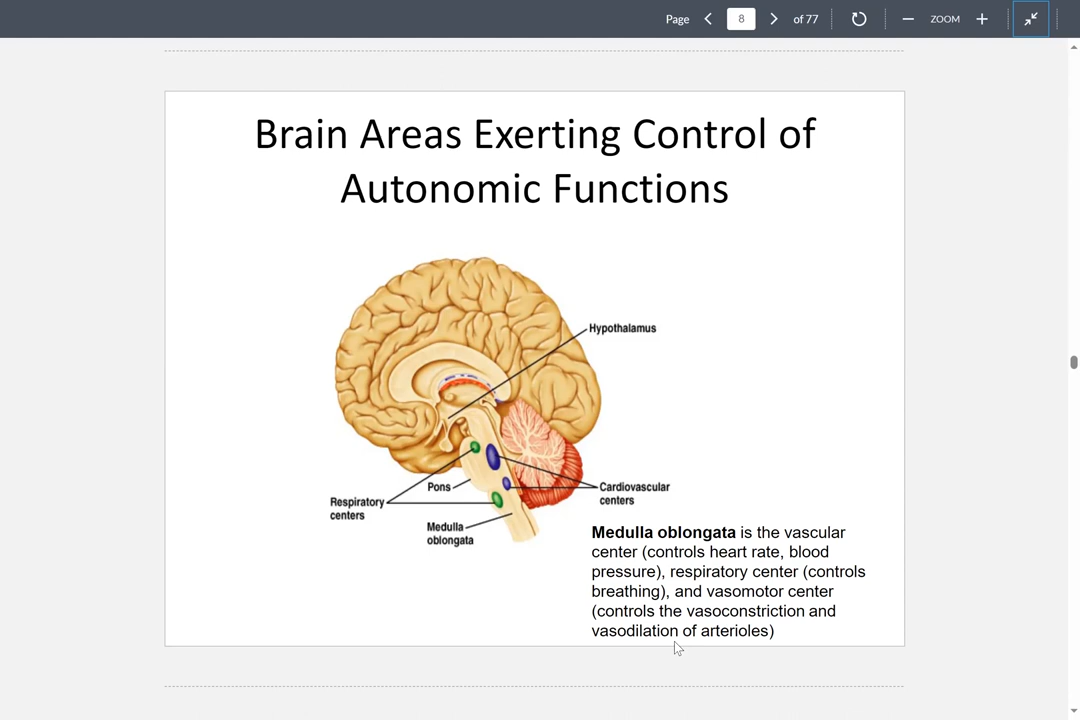 Page 8 of 77 ZOOM
Brain Areas Exerting Control of
Autonomic Functions
Hypothalamus
Pons
Cardiovascular
centers
Respiratory
centers
Medulla
oblongata
Medulla oblongata is the vascular
center (controls heart rate, blood
pressure), respiratory center (controls
breathing), and vasomotor center
(controls the vasoconstriction and
vasodilation of arterioles)